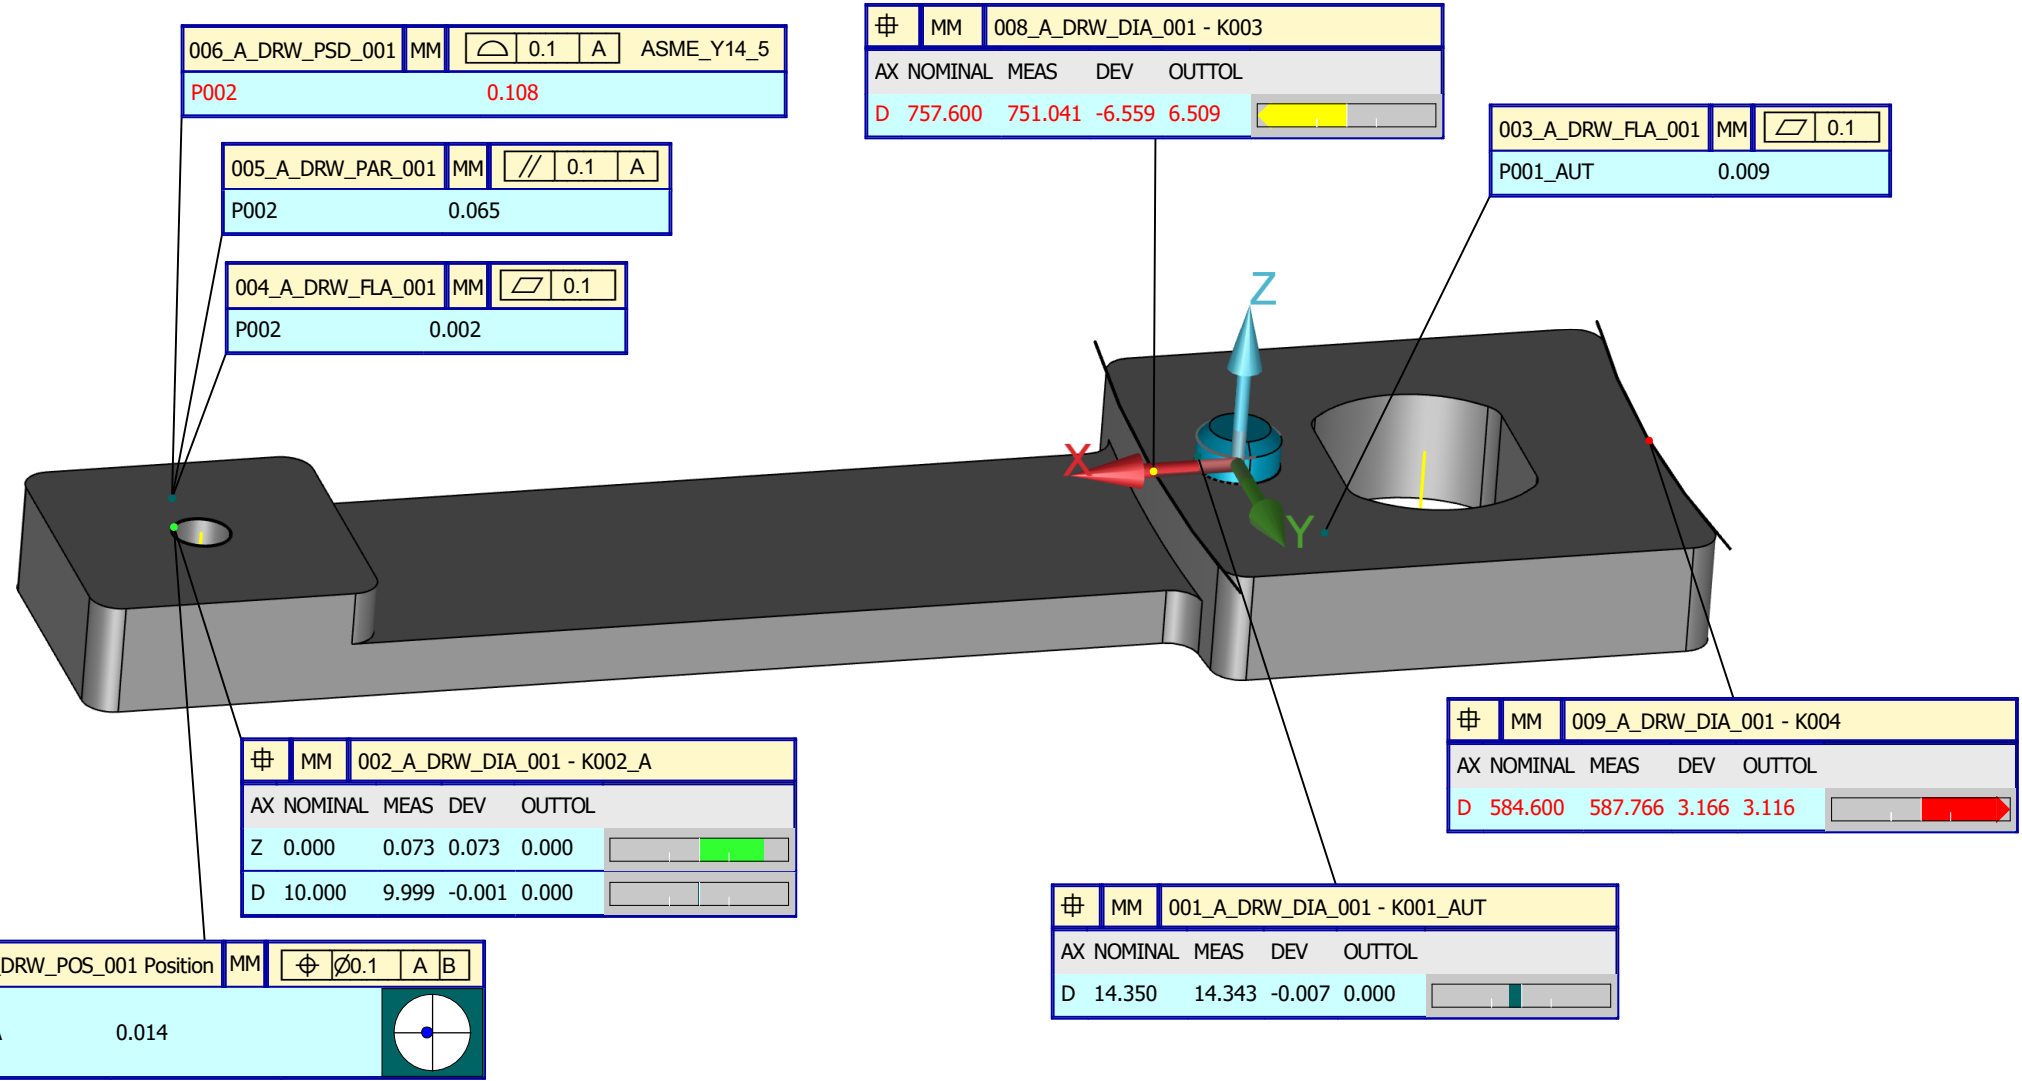 006_A_DRW_PSD_001 MM 0.1 A ASME_Y14_5
P002 0.108
005_A_DRW_PAR_001 MM // 0.1 A
P002 0.065
004_A_DRW_FLA_001 MM 0.1
P002 0.002
MM 008_A_DRW_DIA_001 - K003
AX NOMINAL MEAS DEV OUTTOL
D 757.600 751.041 -6.559 6.509
003_A_DRW_FLA_001 MM 0.1
P001_AUT 0.009
Z
X
Y
MM 002_A_DRW_DIA_001 - K002_A
AX NOMINAL MEAS DEV OUTTOL
Z 0.000 0.073 0.073 0.000
D 10.000 9.999 -0.001 0.000
MM 009_A_DRW_DIA_001 - K004
AX NOMINAL MEAS DEV OUTTOL
D 584.600 587.766 3.166 3.116
MM 001_A_DRW_DIA_001 - K001_AUT
AX NOMINAL MEAS DEV OUTTOL
D 14.350 14.343 -0.007 0.000
DRW_POS_001 Position MM ⌖ Ø0.1 A B
0.014